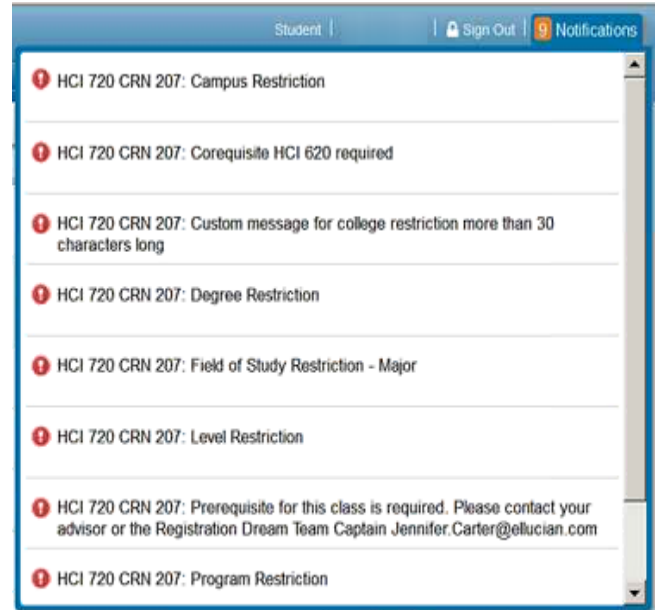 Student | | Sign Out | 9 Notifications
HCI 720 CRN 207: Campus Restriction
HCI 720 CRN 207: Corequisite HCI 620 required
HCI 720 CRN 207: Custom message for college restriction more than 30
characters long
HCI 720 CRN 207: Degree Restriction
HCI 720 CRN 207: Field of Study Restriction - Major
HCI 720 CRN 207: Level Restriction
HCI 720 CRN 207: Prerequisite for this class is required. Please contact your
advisor or the Registration Dream Team Captain Jennifer.Carter@ellucian.com
HCI 720 CRN 207: Program Restriction